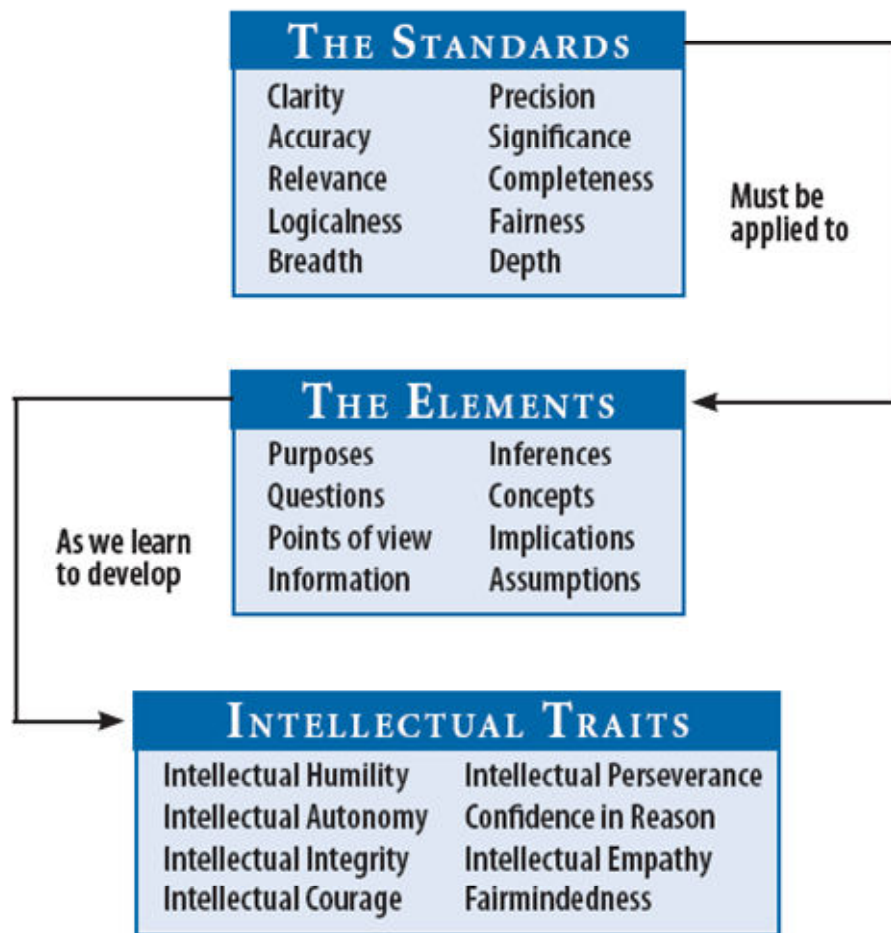 THE STANDARDS
Clarity Precision
Accuracy Significance
Relevance Completeness
Logicalness Fairness
Breadth Depth
Must be
applied to
THE ELEMENTS
Purposes Inferences
Questions Concepts
Points of view Implications
Information Assumptions
As we learn
to develop
INTELLECTUAL TRAITS
Intellectual Humility Intellectual Perseverance
Intellectual Autonomy Confidence in Reason
Intellectual Integrity Intellectual Empathy
Intellectual Courage Fairmindedness